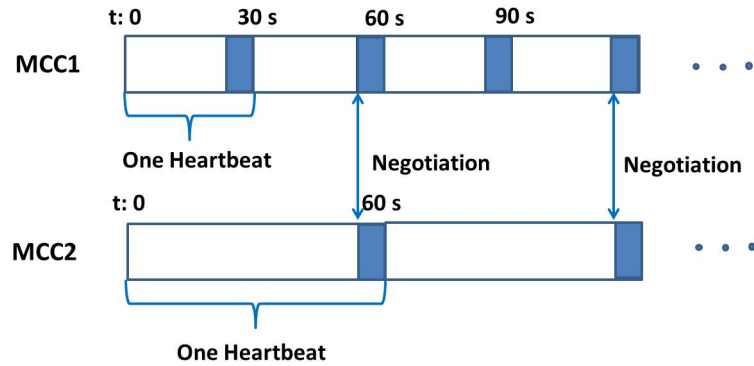 t: 0 30 s 60 s 90 s
MCC1
One Heartbeat
Negotiation
Negotiation
t: 0 60 s
MCC2
One Heartbeat